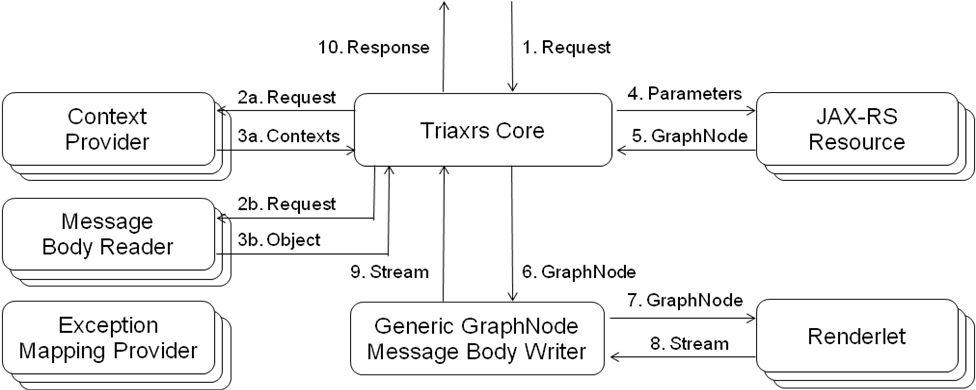 10. Response
1. Request
Context
Provider
2a. Request
3a. Contexts
Triaxrs Core
4. Parameters
5. GraphNode
JAX-RS
Resource
Message
Body Reader
2b. Request
3b. Object
9. Stream
6. GraphNode
Exception
Mapping Provider
Generic GraphNode
Message Body Writer
7. GraphNode
8. Stream
Renderlet